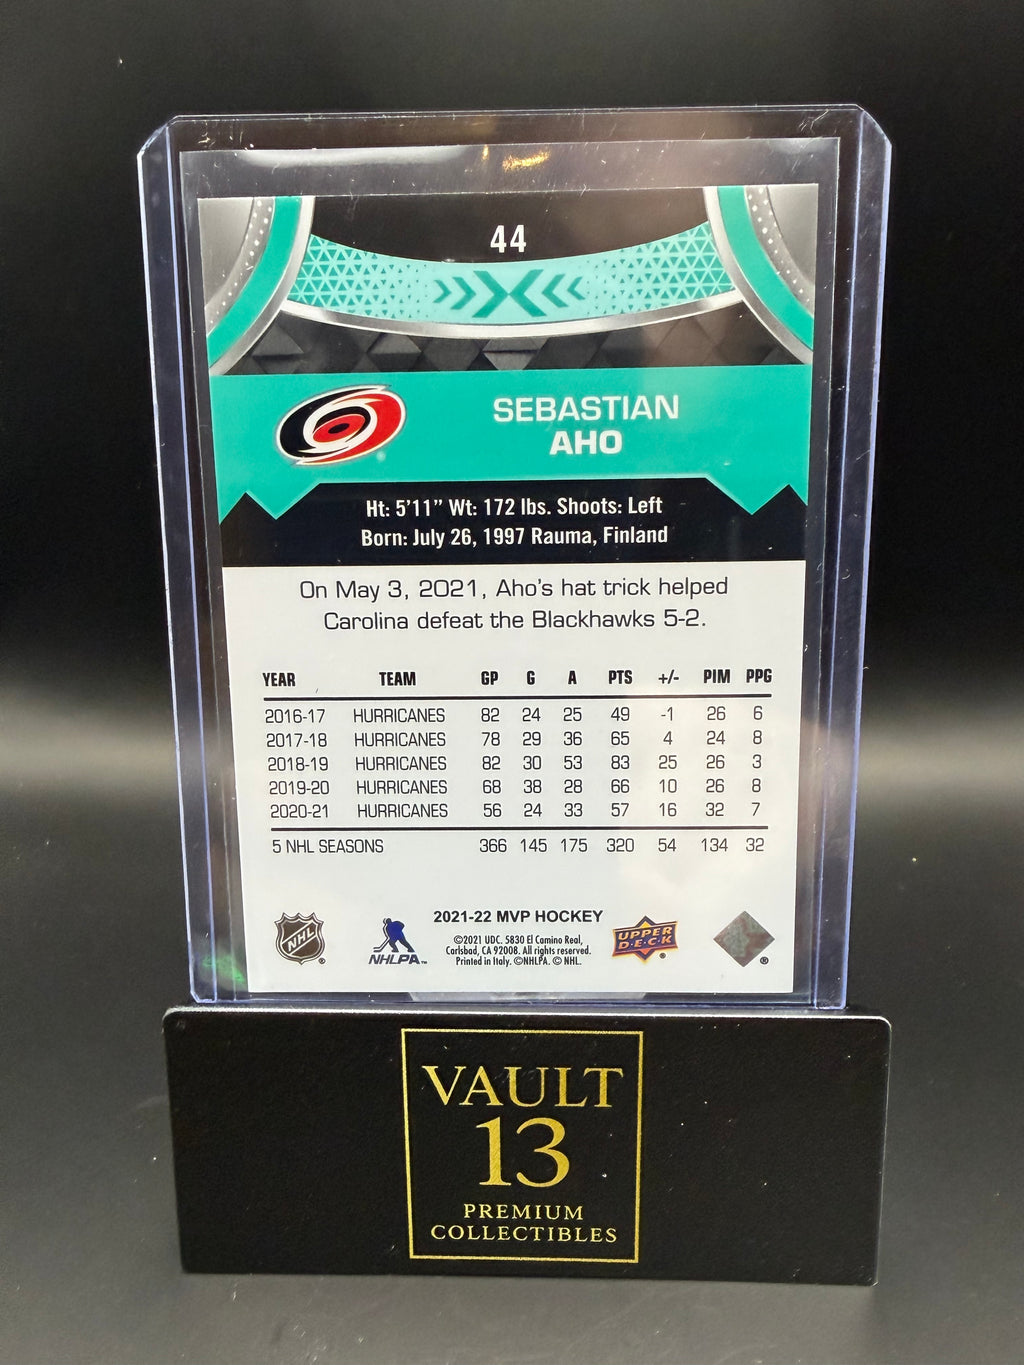 44
SEBASTIAN
AHO
Ht: 5'11" Wt: 172 lbs. Shoots: Left
Born: July 26, 1997 Rauma, Finland
On May 3, 2021, Aho's hat trick helped
Carolina defeat the Blackhawks 5-2.
YEAR TEAM GP G A PTS +/- PIM PPG
2016-17 HURRICANES 82 24 25 49 -1 26 6
2017-18 HURRICANES 78 29 36 65 4 24 8
2018-19 HURRICANES 82 30 53 83 25 26 3
2019-20 HURRICANES 68 38 28 66 10 26 8
2020-21 HURRICANES 56 24 33 57 16 32 7
5 NHL SEASONS 366 145 175 320 54 134 32
2021-22 MVP HOCKEY
©2021 UDC. 5830 El Camino Real,
Carlsbad, CA 92008. All rights reserved.
Printed in Italy. ©NHLPA. © NHL.
NHL ®
NHLPA™
UPPER
DECK ®
®
VAULT
13
PREMIUM
COLLECTIBLES